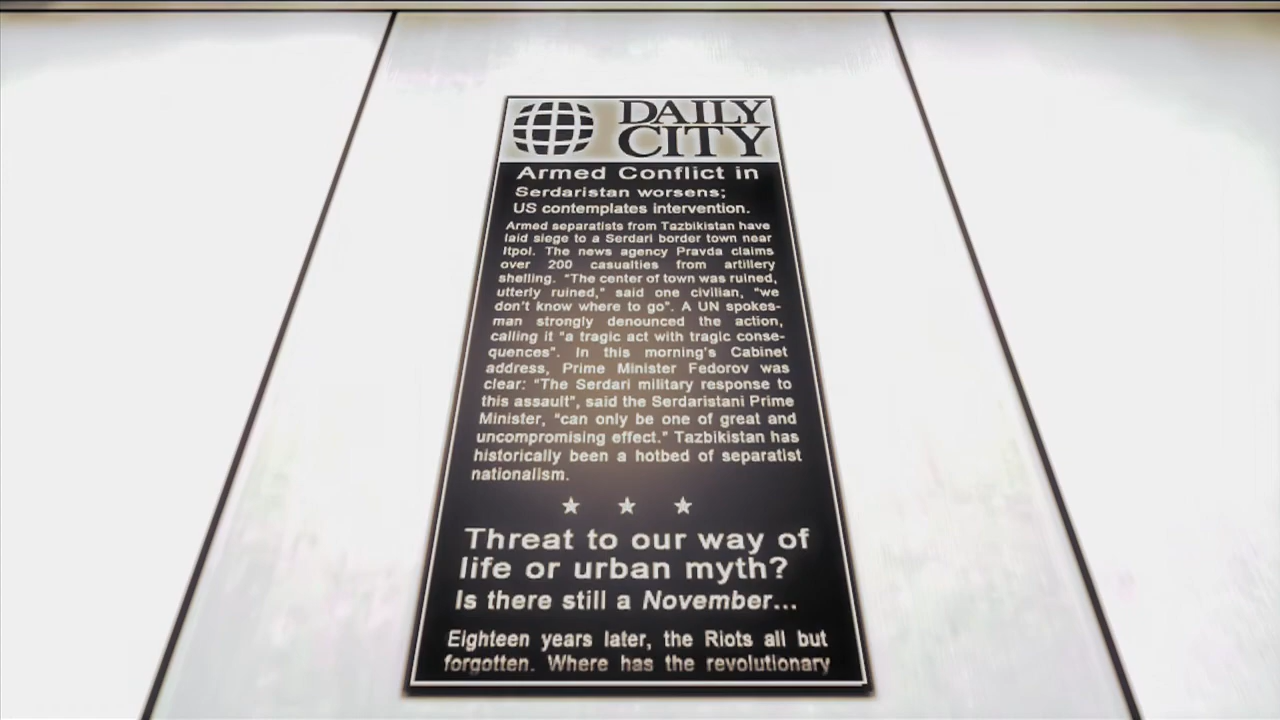 DAILY
CITY
Armed Conflict in
Serdaristan worsens;
US contemplates intervention.
Armed separatists from Tazbikistan have
laid siege to a Serdari border town near
Itpol. The news agency Pravda claims
over 200 casualties from artillery
shelling. "The center of town was ruined,
utterly ruined," said one civilian, "we
don't know where to go". A UN spokes-
man strongly denounced the action,
calling it "a tragic act with tragic conse-
quences". In this morning's Cabinet
address, Prime Minister Fedorov was
clear: "The Serdari military response to
this assault", said the Serdaristani Prime
Minister, "can only be one of great and
uncompromising effect." Tazbikistan has
historically been a hotbed of separatist
nationalism.
Threat to our way of
life or urban myth?
Is there still a November...
Eighteen years later, the Riots all but
forgotten. Where has the revolutionary